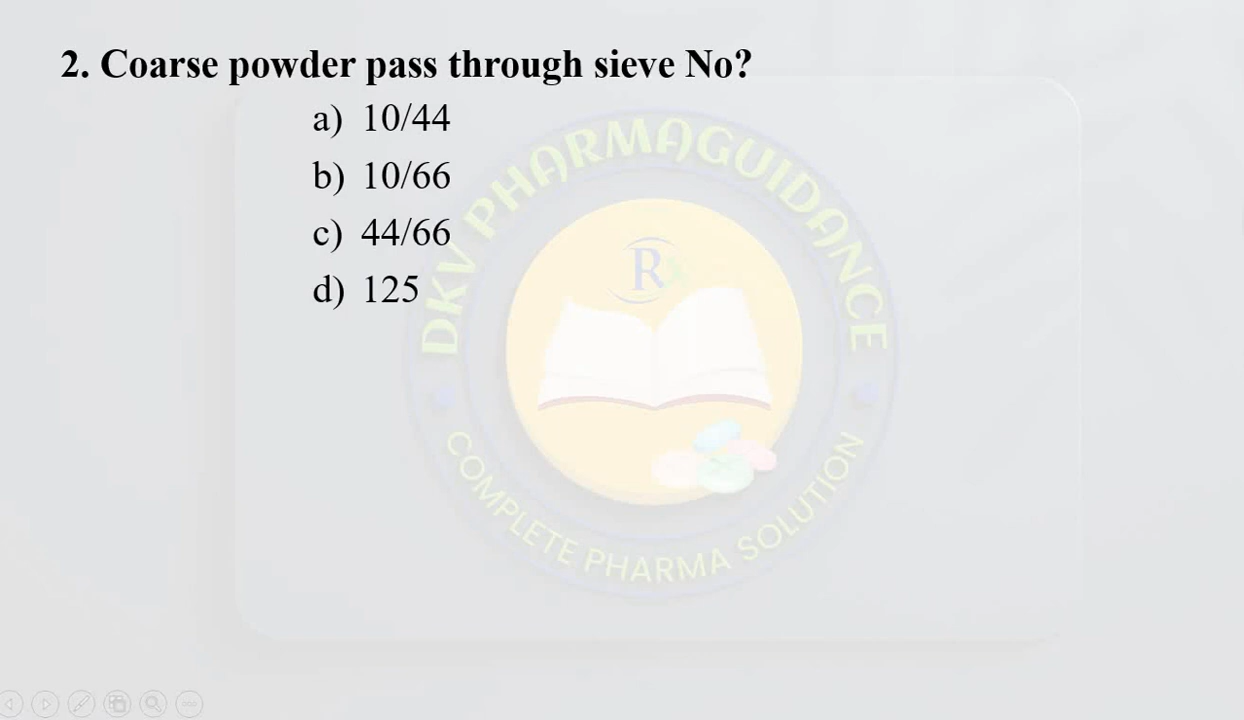 2. Coarse powder pass through sieve No?
a) 10/44
b) 10/66
c) 44/66
d) 125
DKV PHARMAGUIDANCE
R
COMPLETE PHARMA SOLUTION